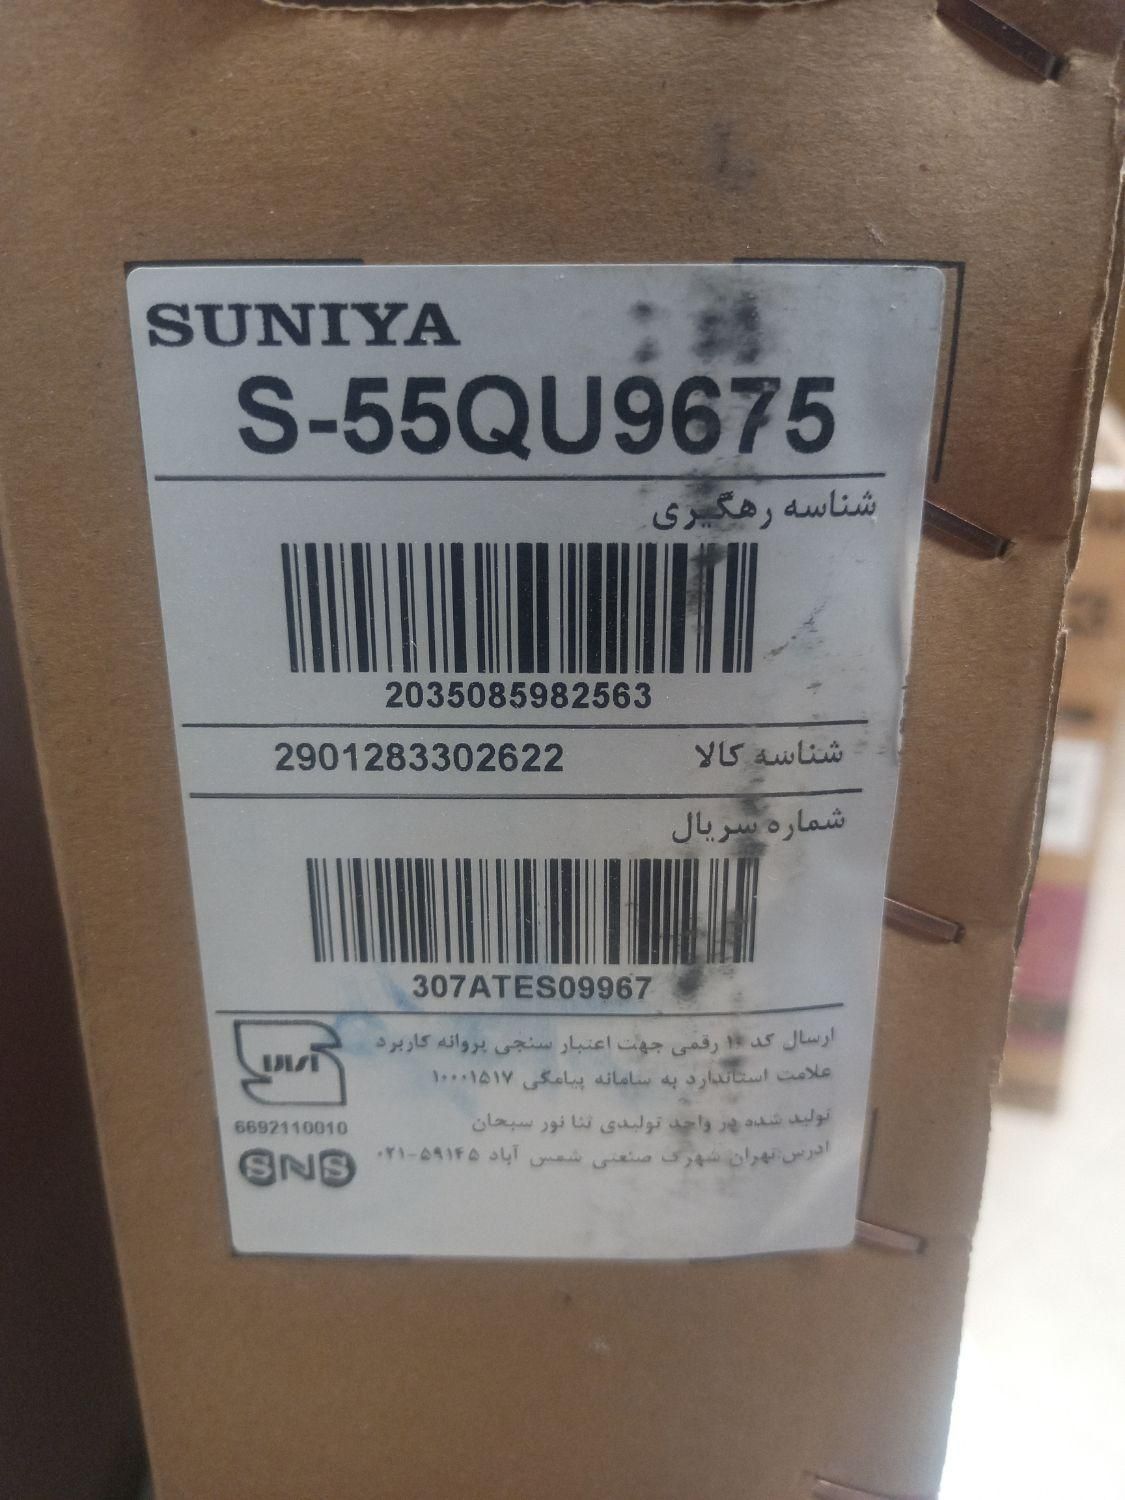 SUNIYA
S-55QU9675
شناسه رهگیری
2035085982563
شناسه کالا 2901283302622
شماره سریال
307ATES09967
ارسال کد ۱۰ رقمی جهت اعتبار سنجی پروانه کاربرد
علامت استاندارد به سامانه پیامکی ۱۰۰۰۱۵۱۷
6692110010
تولید شده در واحد تولیدی ثنا نور سبحان
ادرس:تهران شهرک صنعتی شمس آباد ۵۹۱۴۵-۰۲۱
SNS